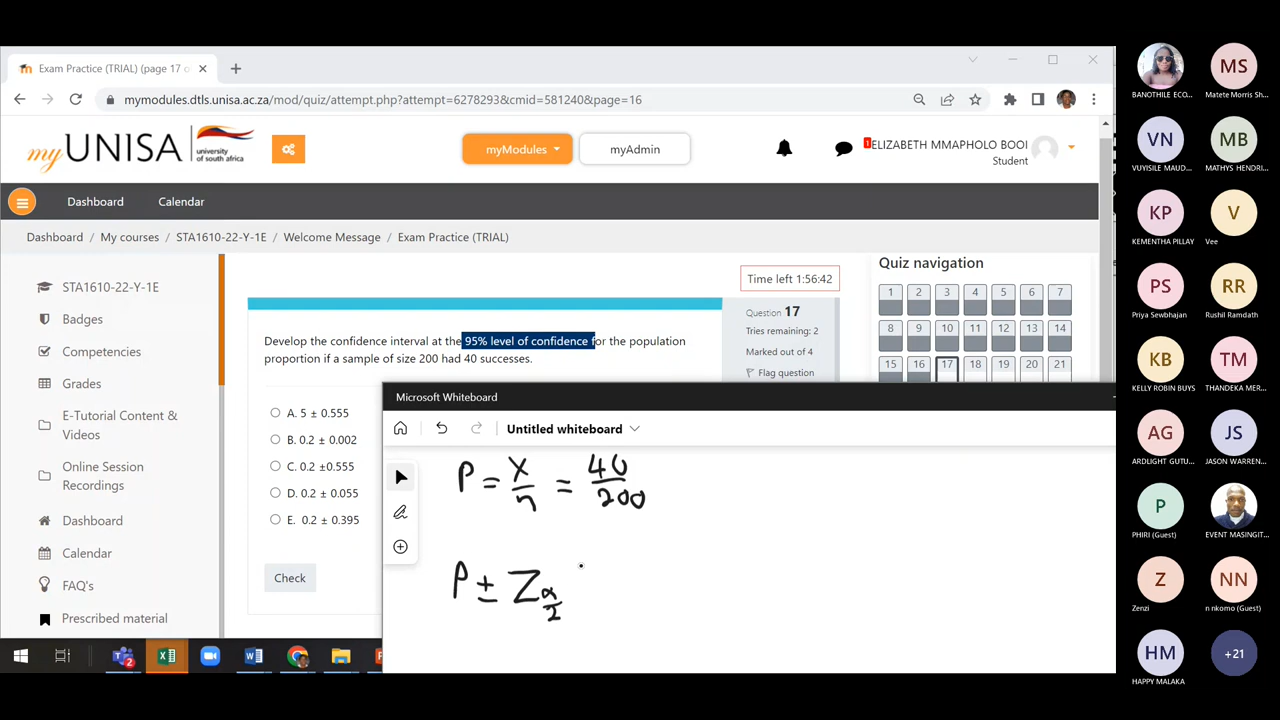 Exam Practice (TRIAL) (page 17 o
mymodules.dtls.unisa.ac.za/mod/quiz/attempt.php?attempt=6278293&cmid=581240&page=16
myUNISA
university
of south africa
myModules
myAdmin
1
ELIZABETH MMAPHOLO BOOI
Student
Dashboard
Calendar
Dashboard / My courses / STA1610-22-Y-1E / Welcome Message / Exam Practice (TRIAL)
STA1610-22-Y-1E
Badges
Competencies
Grades
E-Tutorial Content &
Videos
Online Session
Recordings
Dashboard
Calendar
FAQ's
Prescribed material
Time left 1:56:42
Question 17
Tries remaining: 2
Marked out of 4
Flag question
Develop the confidence interval at the 95% level of confidence for the population
proportion if a sample of size 200 had 40 successes.
A. 5 ± 0.555
B. 0.2 ± 0.002
C. 0.2 ±0.555
D. 0.2 ± 0.055
E. 0.2 ± 0.395
Check
Quiz navigation
1 2 3 4 5 6 7
8 9 10 11 12 13 14
15 16 17 18 19 20 21
Microsoft Whiteboard
Untitled whiteboard
P = X/n = 40/200
P ± Z α/2
2
BANOTHILE ECO...
MS
Matete Morris Sh...
VN
VUYISILE MAUD...
MB
MATHYS HENDRI...
KP
KEMENTHA PILLAY
V
Vee
PS
Priya Sewbhajan
RR
Rushil Ramdath
KB
KELLY ROBIN BUYS
TM
THANDEKA MER...
AG
ARDLIGHT GUTU...
JS
JASON WARREN...
P
PHIRI (Guest)
EVENT MASINGIT...
Z
Zenzi
NN
n nkomo (Guest)
HM
HAPPY MALAKA
+21